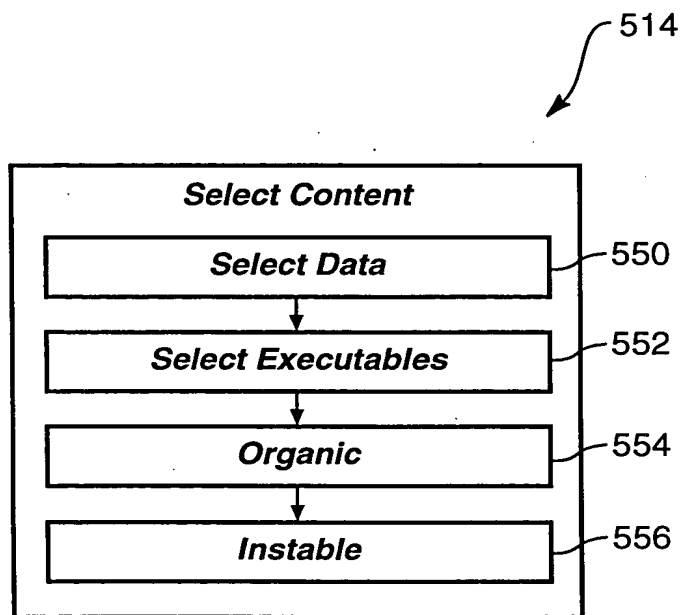 514
Select Content
Select Data
550
Select Executables
552
Organic
554
Instable
556